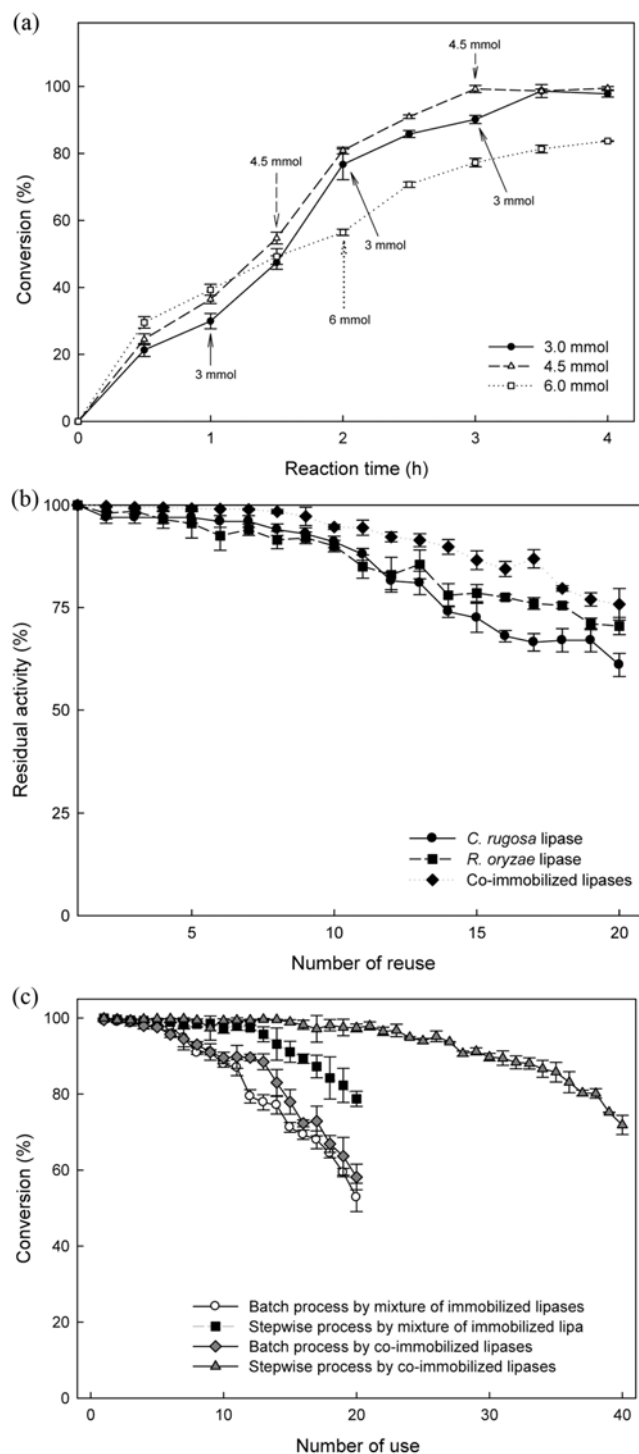 (a)
100
80
60
40
20
0
Conversion (%)
4.5 mmol
4.5 mmol
3 mmol
3 mmol
3 mmol
6 mmol
3.0 mmol
4.5 mmol
6.0 mmol
0 1 2 3 4
Reaction time (h)
(b)
100
75
50
25
0
Residual activity (%)
C. rugosa lipase
R. oryzae lipase
Co-immobilized lipases
5 10 15 20
Number of reuse
(c)
100
80
60
40
20
0
Conversion (%)
Batch process by mixture of immobilized lipases
Stepwise process by mixture of immobilized lipa
Batch process by co-immobilized lipases
Stepwise process by co-immobilized lipases
0 10 20 30 40
Number of use